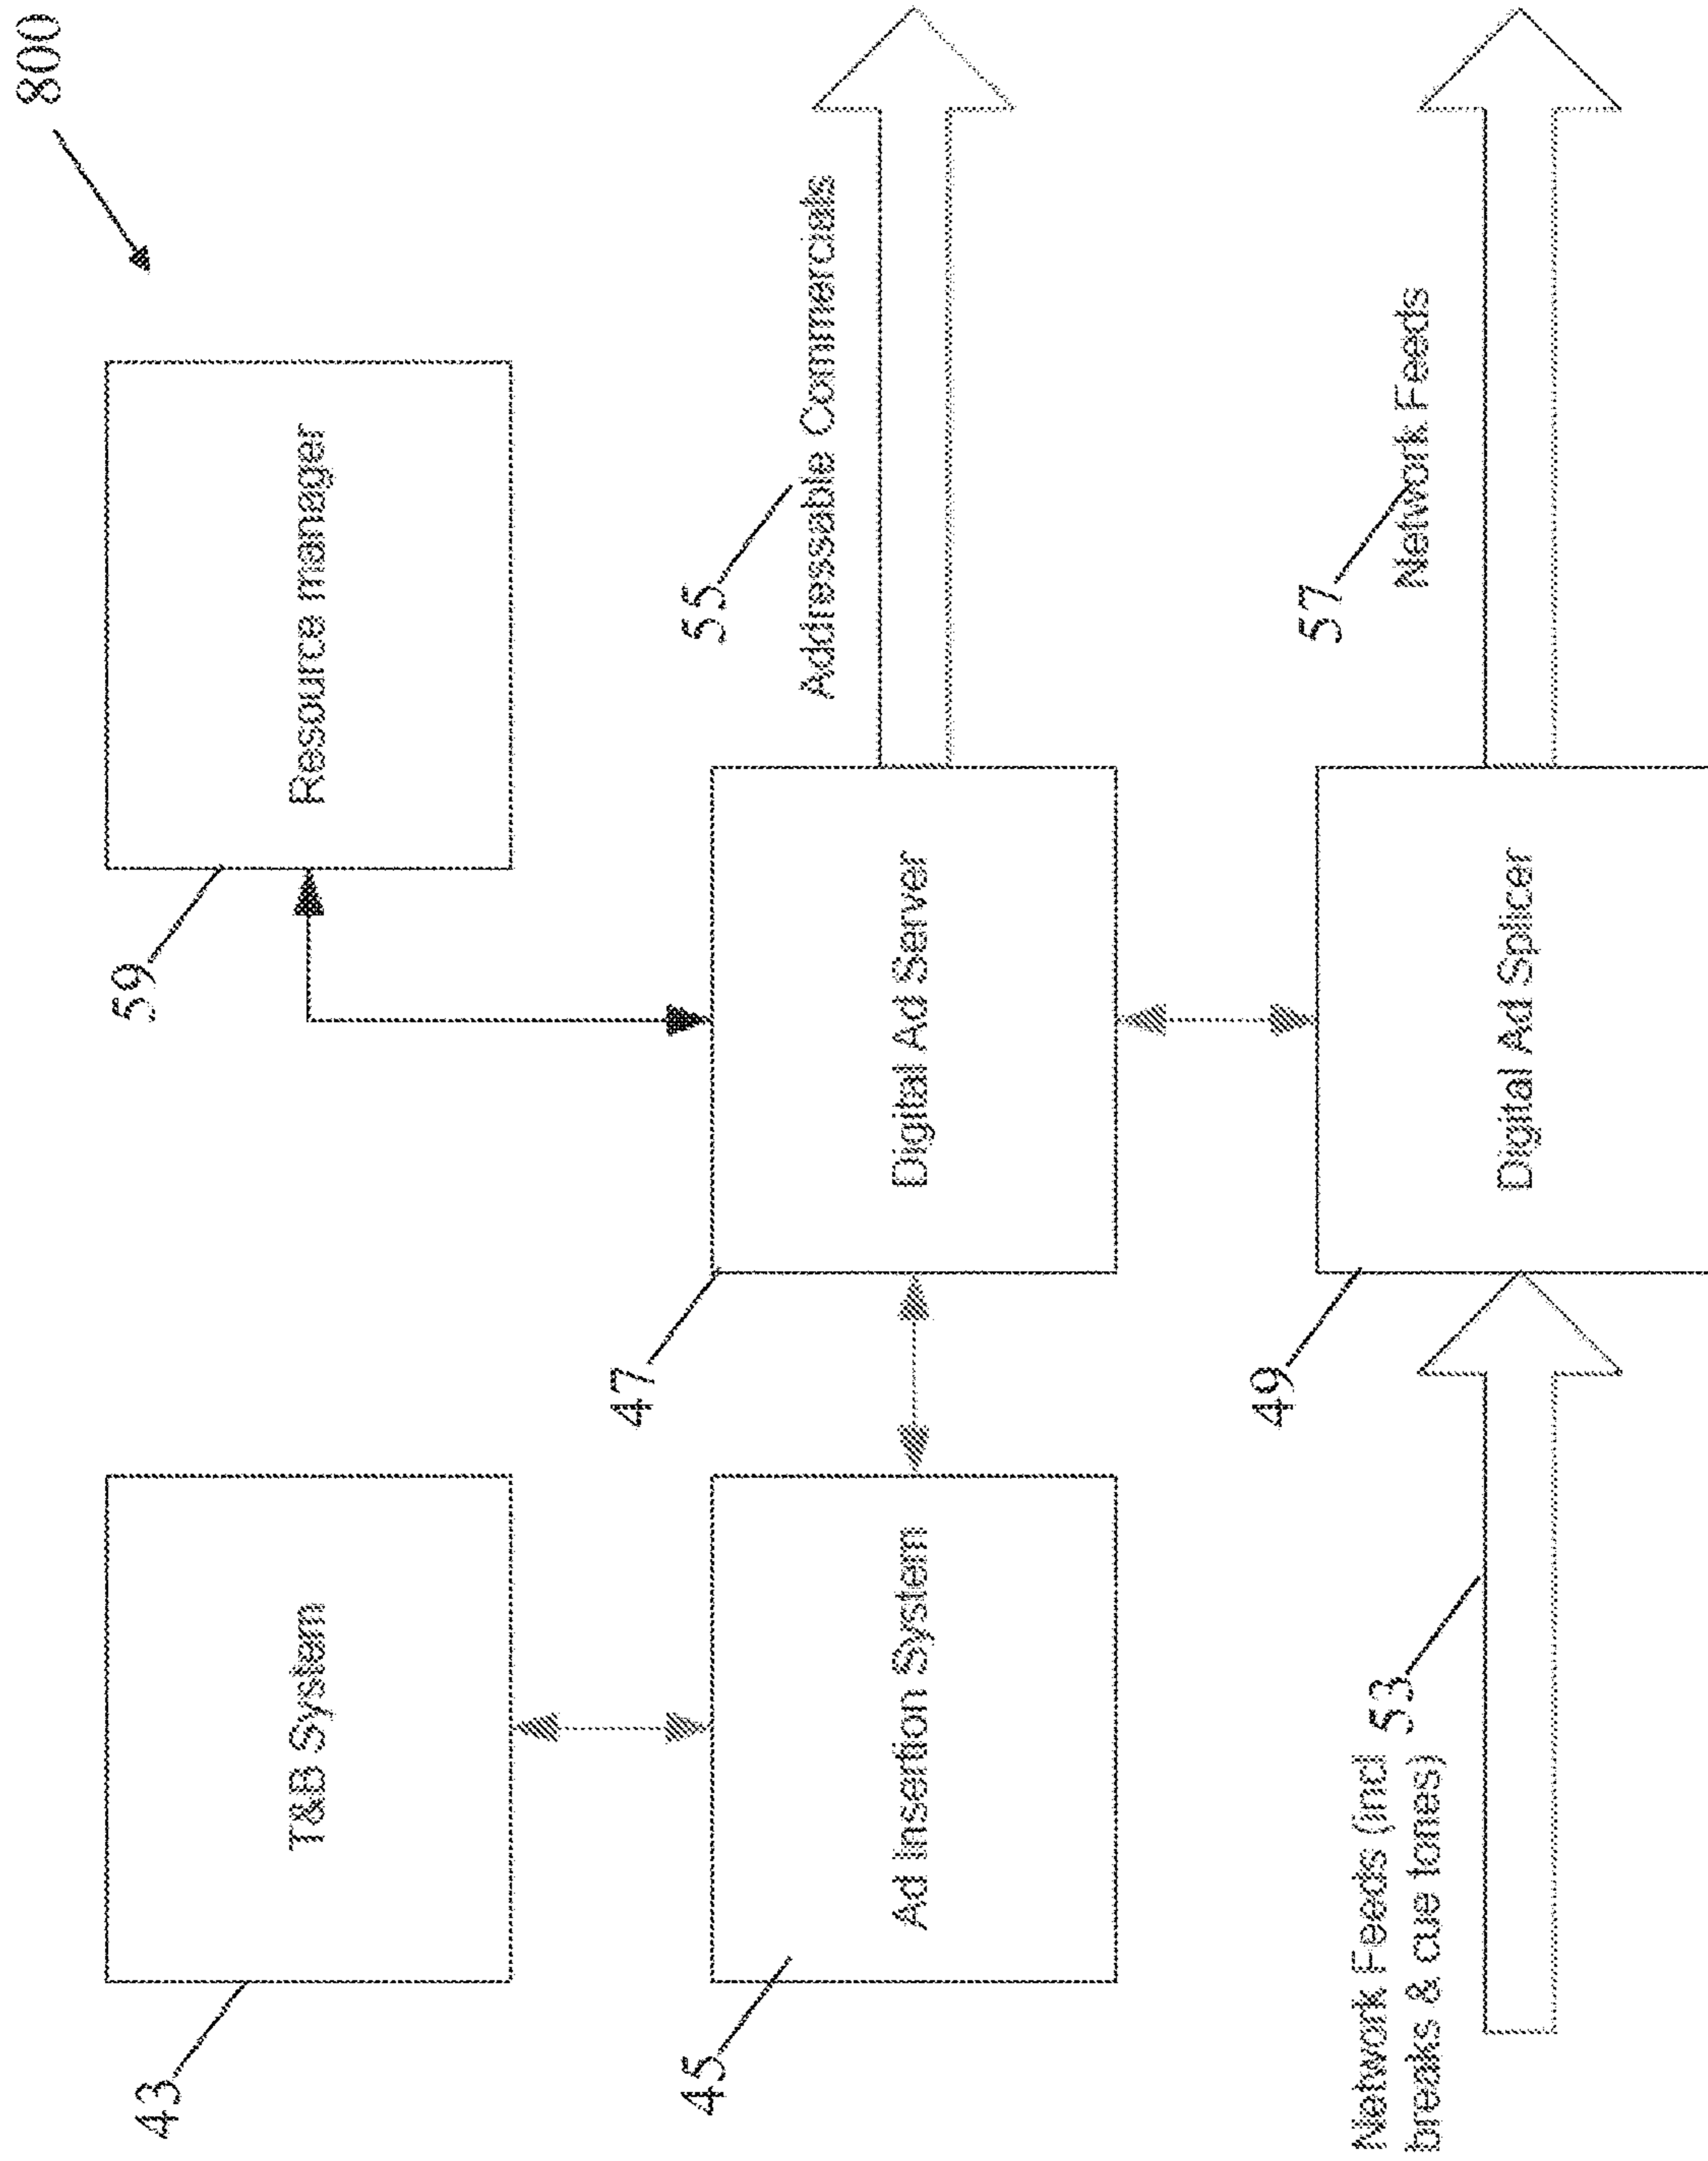 800
T&B System
43
Resource manager
59
Ad Insertion System
45
Digital Ad Server
47
Addressable Commercials
55
Network Feeds (incl
breaks & cue tones)
53
Digital Ad Splicer
49
Network Feeds
57